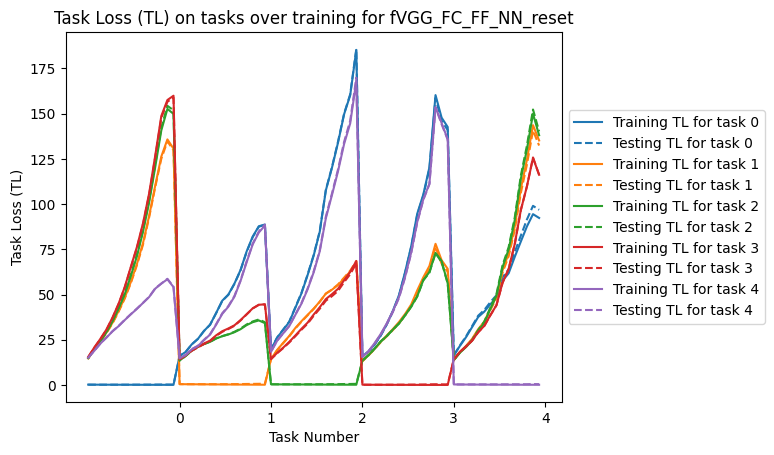 Task Loss (TL) on tasks over training for fVGG_FC_FF_NN_reset
Task Loss (TL)
175
150
125
100
75
50
25
0
0 1 2 3 4
Task Number
Training TL for task 0
Testing TL for task 0
Training TL for task 1
Testing TL for task 1
Training TL for task 2
Testing TL for task 2
Training TL for task 3
Testing TL for task 3
Training TL for task 4
Testing TL for task 4